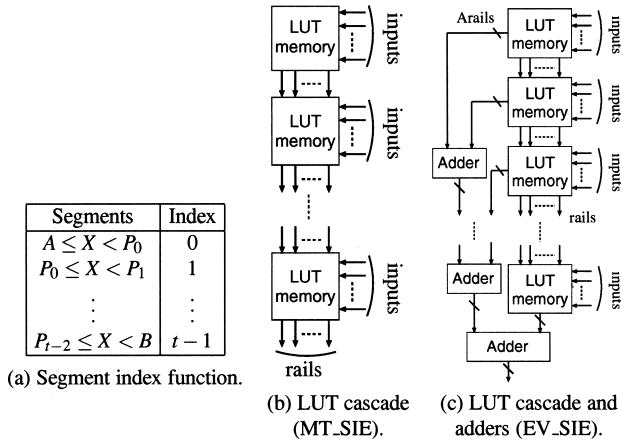 Segments Index
A ≤ X < P₀ 0
P₀ ≤ X < P₁ 1
⋮ ⋮
Pₜ₋₂ ≤ X < B t − 1
(a) Segment index function.
LUT
memory
inputs
LUT
memory
inputs
LUT
memory
inputs
rails
(b) LUT cascade
(MT_SIE).
Arails
LUT
memory
inputs
LUT
memory
inputs
Adder
LUT
memory
inputs
rails
Adder
LUT
memory
inputs
Adder
(c) LUT cascade and
adders (EV_SIE).